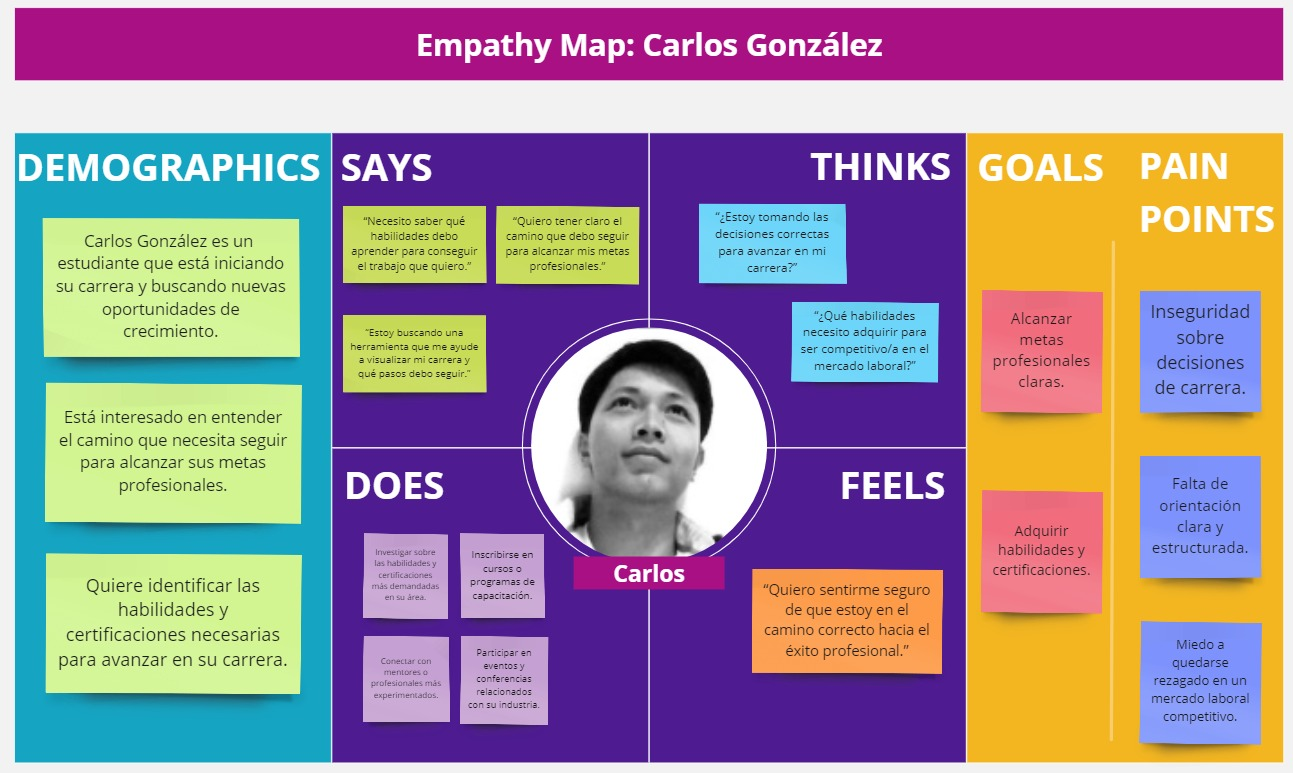 Empathy Map: Carlos González
DEMOGRAPHICS
Carlos González es un
estudiante que está iniciando
su carrera y buscando nuevas
oportunidades de
crecimiento.
Está interesado en entender
el camino que necesita seguir
para alcanzar sus metas
profesionales.
Quiere identificar las
habilidades y
certificaciones necesarias
para avanzar en su carrera.
SAYS
“Necesito saber qué
habilidades debo
aprender para conseguir
el trabajo que quiero.”
“Quiero tener claro el
camino que debo seguir
para alcanzar mis metas
profesionales.”
“Estoy buscando una
herramienta que me ayude
a visualizar mi carrera y
qué pasos debo seguir.”
THINKS
“¿Estoy tomando las
decisiones correctas
para avanzar en mi
carrera?”
“¿Qué habilidades
necesito adquirir para
ser competitivo/a en el
mercado laboral?”
DOES
Investigar sobre
las habilidades y
certificaciones
más demandadas
en su área.
Inscribirse en
cursos o
programas de
capacitación.
Conectar con
mentores o
profesionales más
experimentados.
Participar en
eventos y
conferencias
relacionados
con su industria.
Carlos
FEELS
“Quiero sentirme seguro
de que estoy en el
camino correcto hacia el
éxito profesional.”
GOALS
Alcanzar
metas
profesionales
claras.
Adquirir
habilidades y
certificaciones.
PAIN
POINTS
Inseguridad
sobre
decisiones
de carrera.
Falta de
orientación
clara y
estructurada.
Miedo a
quedarse
rezagado en un
mercado laboral
competitivo.